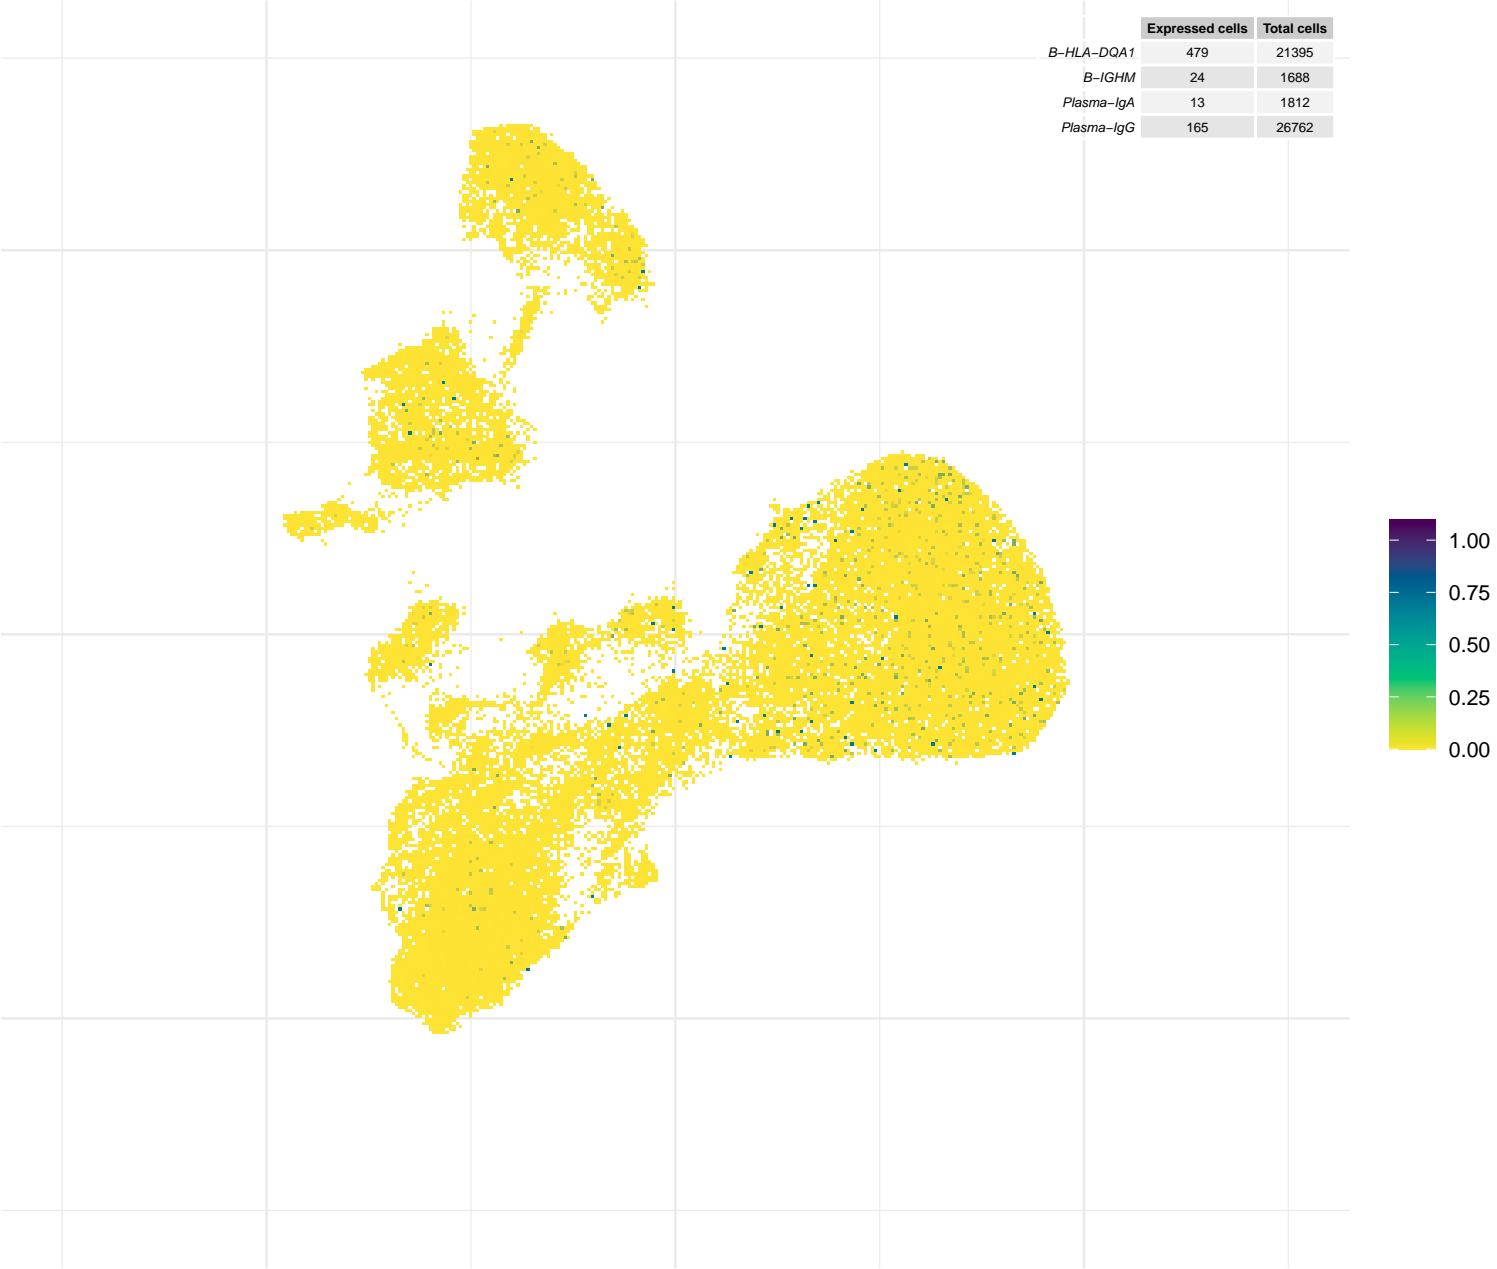 Expressed cells Total cells
B−HLA−DQA1 479 21395
B−IGHM 24 1688
Plasma−IgA 13 1812
Plasma−IgG 165 26762
1.00
0.75
0.50
0.25
0.00